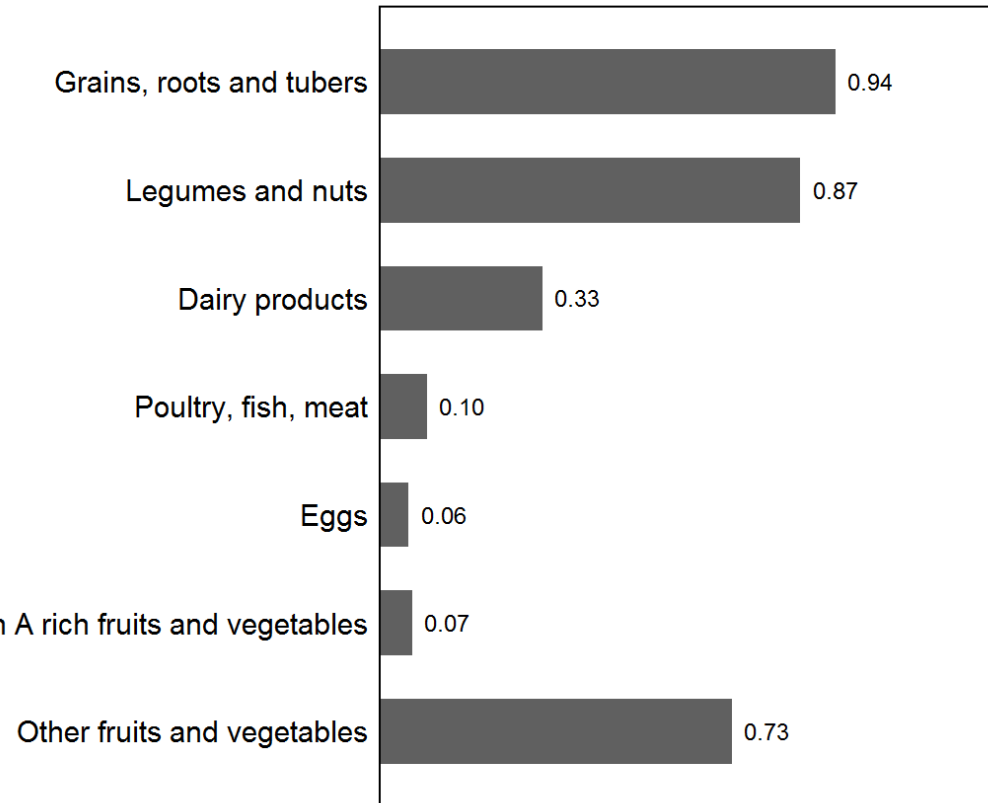 Grains, roots and tubers 0.94
Legumes and nuts 0.87
Dairy products 0.33
Poultry, fish, meat 0.10
Eggs 0.06
A rich fruits and vegetables 0.07
Other fruits and vegetables 0.73